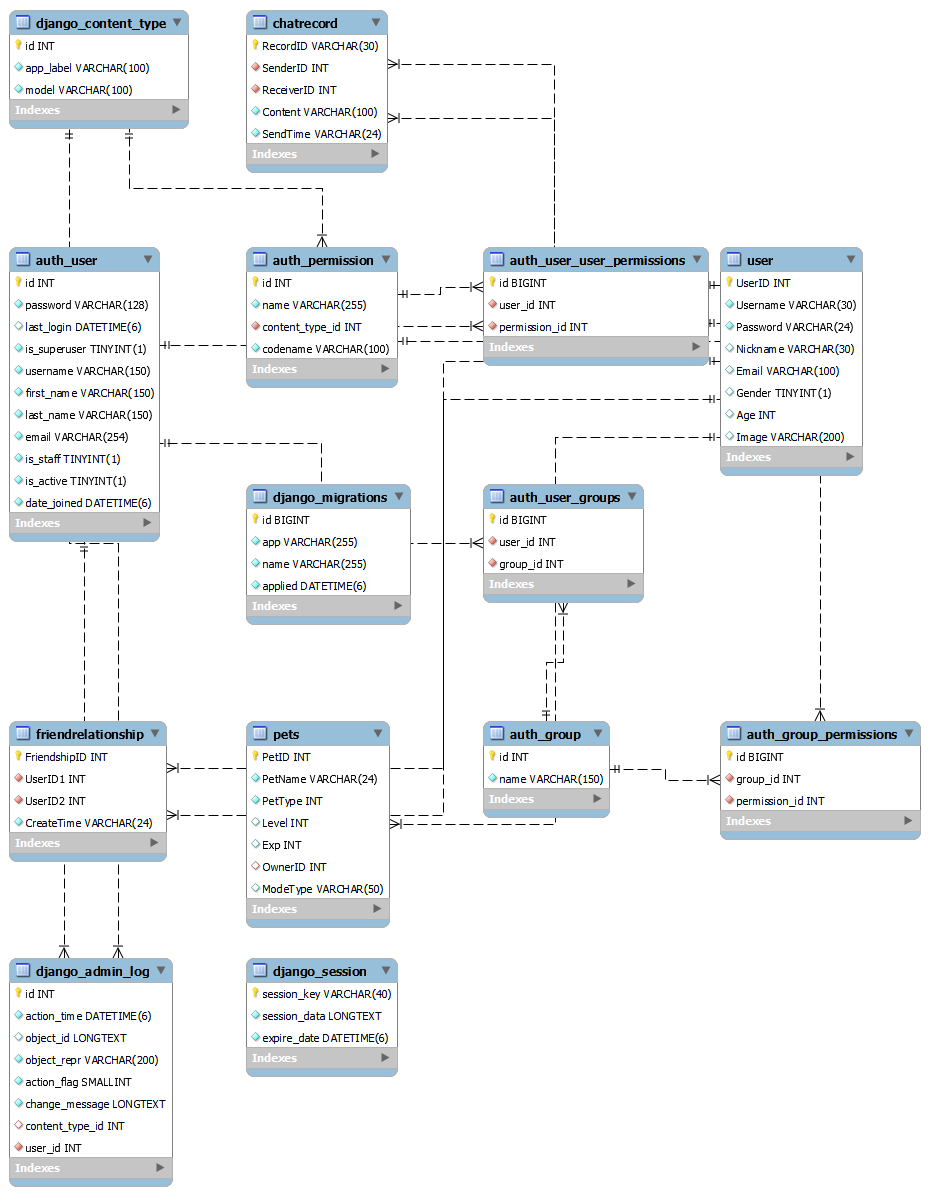 django_content_type
id INT
app_label VARCHAR(100)
model VARCHAR(100)
Indexes
chatrecord
RecordID VARCHAR(30)
SenderID INT
ReceiverID INT
Content VARCHAR(100)
SendTime VARCHAR(24)
Indexes
auth_user
id INT
password VARCHAR(128)
last_login DATETIME(6)
is_superuser TINYINT(1)
username VARCHAR(150)
first_name VARCHAR(150)
last_name VARCHAR(150)
email VARCHAR(254)
is_staff TINYINT(1)
is_active TINYINT(1)
date_joined DATETIME(6)
Indexes
auth_permission
id INT
name VARCHAR(255)
content_type_id INT
codename VARCHAR(100)
Indexes
auth_user_user_permissions
id BIGINT
user_id INT
permission_id INT
Indexes
user
UserID INT
Username VARCHAR(30)
Password VARCHAR(24)
Nickname VARCHAR(30)
Email VARCHAR(100)
Gender TINYINT(1)
Age INT
Image VARCHAR(200)
Indexes
django_migrations
id BIGINT
app VARCHAR(255)
name VARCHAR(255)
applied DATETIME(6)
Indexes
auth_user_groups
id BIGINT
user_id INT
group_id INT
Indexes
friendrelationship
FriendshipID INT
UserID1 INT
UserID2 INT
CreateTime VARCHAR(24)
Indexes
pets
PetID INT
PetName VARCHAR(24)
PetType INT
Level INT
Exp INT
OwnerID INT
ModeType VARCHAR(50)
Indexes
auth_group
id INT
name VARCHAR(150)
Indexes
auth_group_permissions
id BIGINT
group_id INT
permission_id INT
Indexes
django_admin_log
id INT
action_time DATETIME(6)
object_id LONGTEXT
object_repr VARCHAR(200)
action_flag SMALLINT
change_message LONGTEXT
content_type_id INT
user_id INT
Indexes
django_session
session_key VARCHAR(40)
session_data LONGTEXT
expire_date DATETIME(6)
Indexes